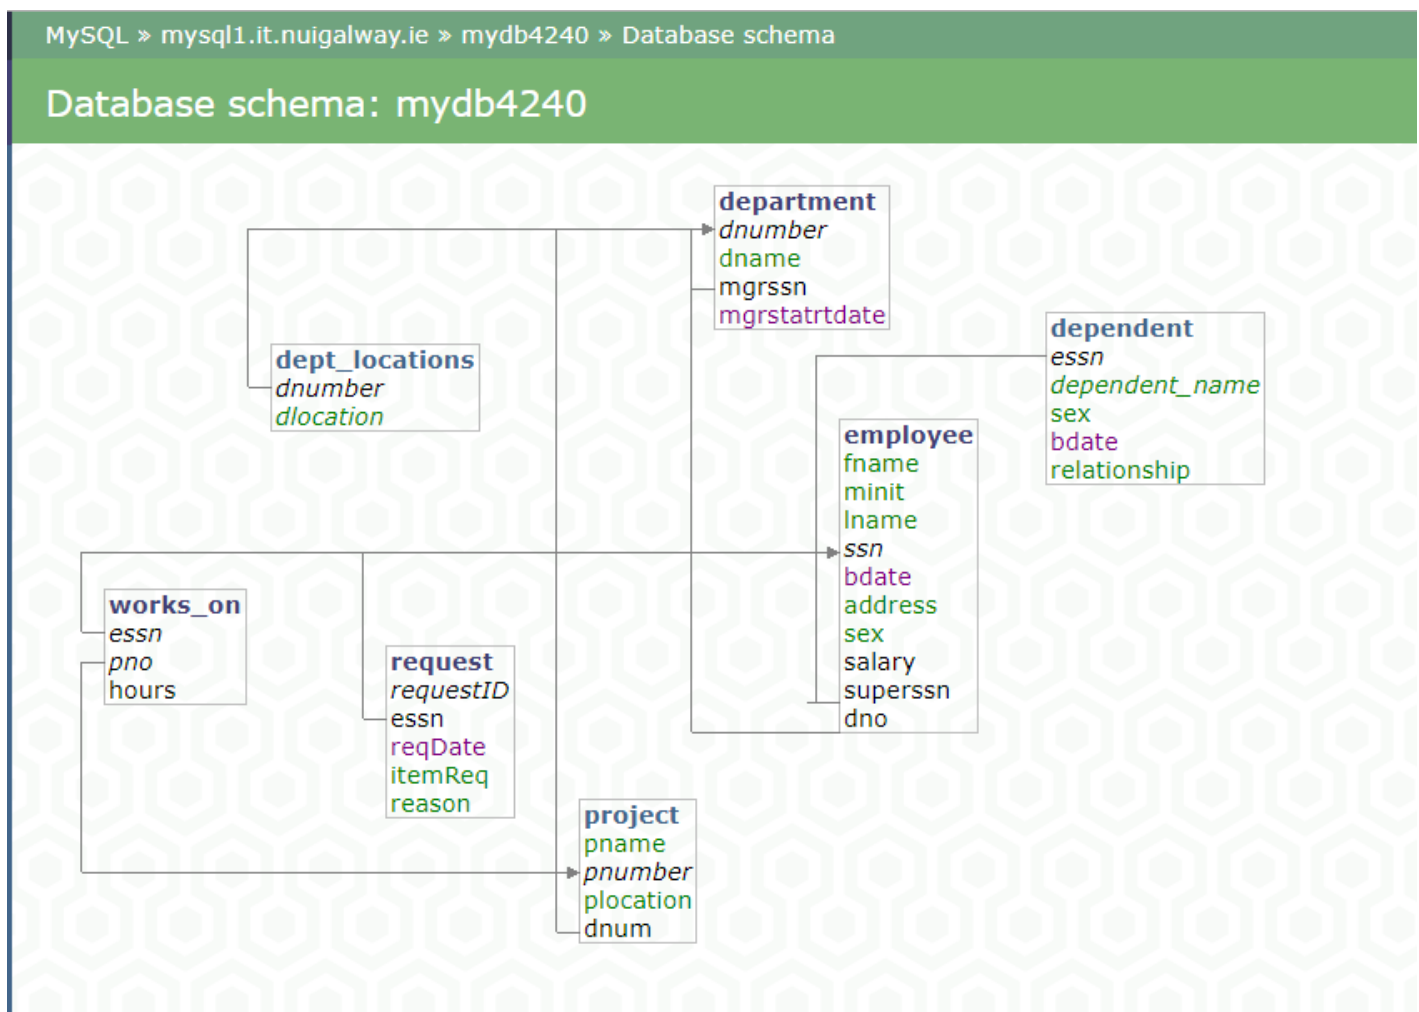 MySQL » mysql1.it.nuigalway.ie » mydb4240 » Database schema
Database schema: mydb4240
department
dnumber
dname
mgrssn
mgrstatrtdate
dependent
essn
dependent_name
sex
bdate
relationship
dept_locations
dnumber
dlocation
employee
fname
minit
lname
ssn
bdate
address
sex
salary
superssn
dno
works_on
essn
pno
hours
request
requestID
essn
reqDate
itemReq
reason
project
pname
pnumber
plocation
dnum